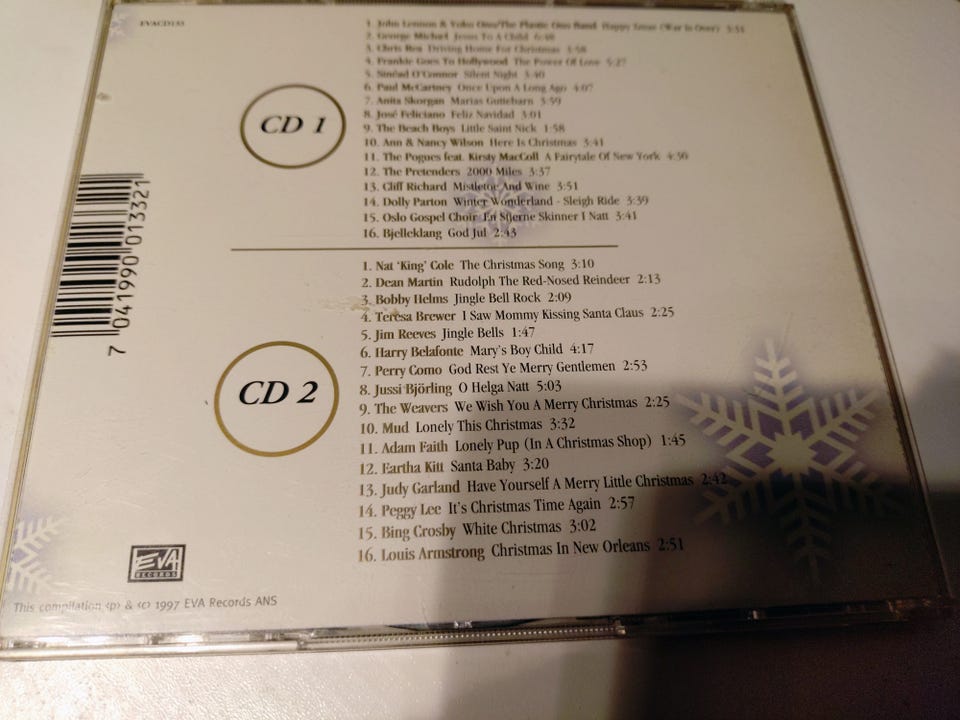 EVACD133
1. John Lennon & Yoko Ono/The Plastic Ono Band Happy Xmas (War Is Over) 3:31
2. George Michael Jesus To A Child 6:48
3. Chris Rea Driving Home For Christmas 3:58
4. Frankie Goes To Hollywood The Power Of Love 5:27
5. Sinéad O'Connor Silent Night 3:40
6. Paul McCartney Once Upon A Long Ago 4:07
7. Anita Skorgan Marias Guttebarn 3:59
8. José Feliciano Feliz Navidad 3:01
9. The Beach Boys Little Saint Nick 1:58
10. Ann & Nancy Wilson Here Is Christmas 3:41
11. The Pogues feat. Kirsty MacColl A Fairytale Of New York 4:36
12. The Pretenders 2000 Miles 3:37
13. Cliff Richard Mistletoe And Wine 3:51
14. Dolly Parton Winter Wonderland - Sleigh Ride 3:39
15. Oslo Gospel Choir En Stjerne Skinner I Natt 3:41
16. Bjelleklang God Jul 2:43
CD 1
1. Nat 'King' Cole The Christmas Song 3:10
2. Dean Martin Rudolph The Red-Nosed Reindeer 2:13
3. Bobby Helms Jingle Bell Rock 2:09
4. Teresa Brewer I Saw Mommy Kissing Santa Claus 2:25
5. Jim Reeves Jingle Bells 1:47
6. Harry Belafonte Mary's Boy Child 4:17
7. Perry Como God Rest Ye Merry Gentlemen 2:53
8. Jussi Björling O Helga Natt 5:03
9. The Weavers We Wish You A Merry Christmas 2:25
10. Mud Lonely This Christmas 3:32
11. Adam Faith Lonely Pup (In A Christmas Shop) 1:45
12. Eartha Kitt Santa Baby 3:20
13. Judy Garland Have Yourself A Merry Little Christmas 2:42
14. Peggy Lee It's Christmas Time Again 2:57
15. Bing Crosby White Christmas 3:02
16. Louis Armstrong Christmas In New Orleans 2:51
CD 2
7 041990 013321
EVA
RECORDS
This compilation <p> & <c> 1997 EVA Records ANS